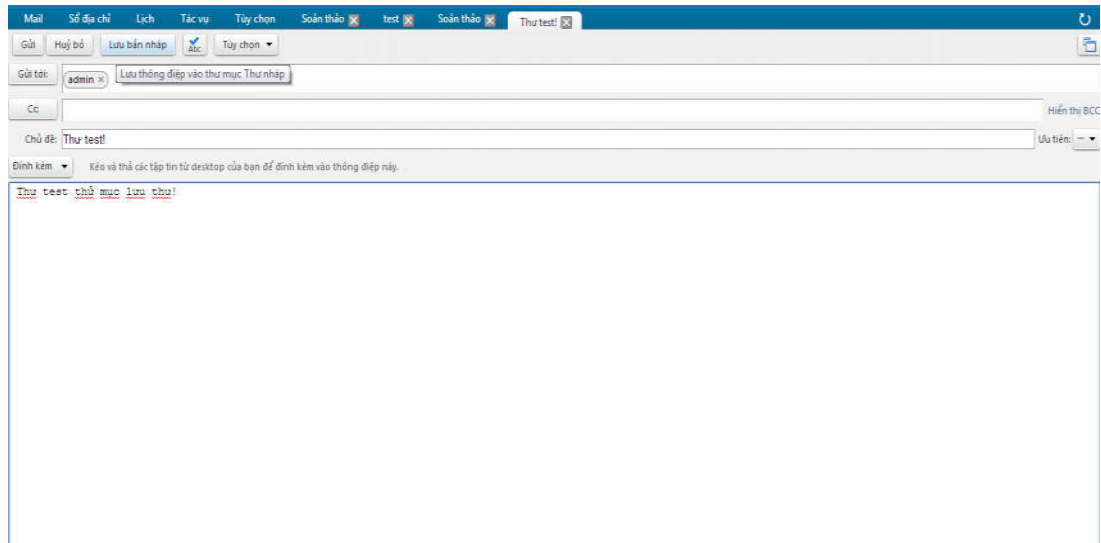 Mail Sổ địa chỉ Lịch Tác vụ Tùy chọn Soản thảo test Soản thảo Thư test!
Gửi Huỷ bỏ Lưu bản nháp Abc Tùy chọn
Gửi tới: admin × Lưu thông điệp vào thư mục Thư nháp
Cc Hiển thị BCC
Chủ đề: Thư test! Ưu tiên: –
Đính kèm Kéo và thả các tập tin từ desktop của bạn để đính kèm vào thông điệp này.
Thư test thử mục lưu thư!